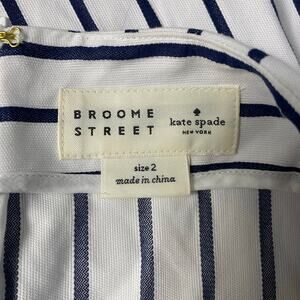 BROOME
STREET
kate spade
NEW YORK
size 2
made in china